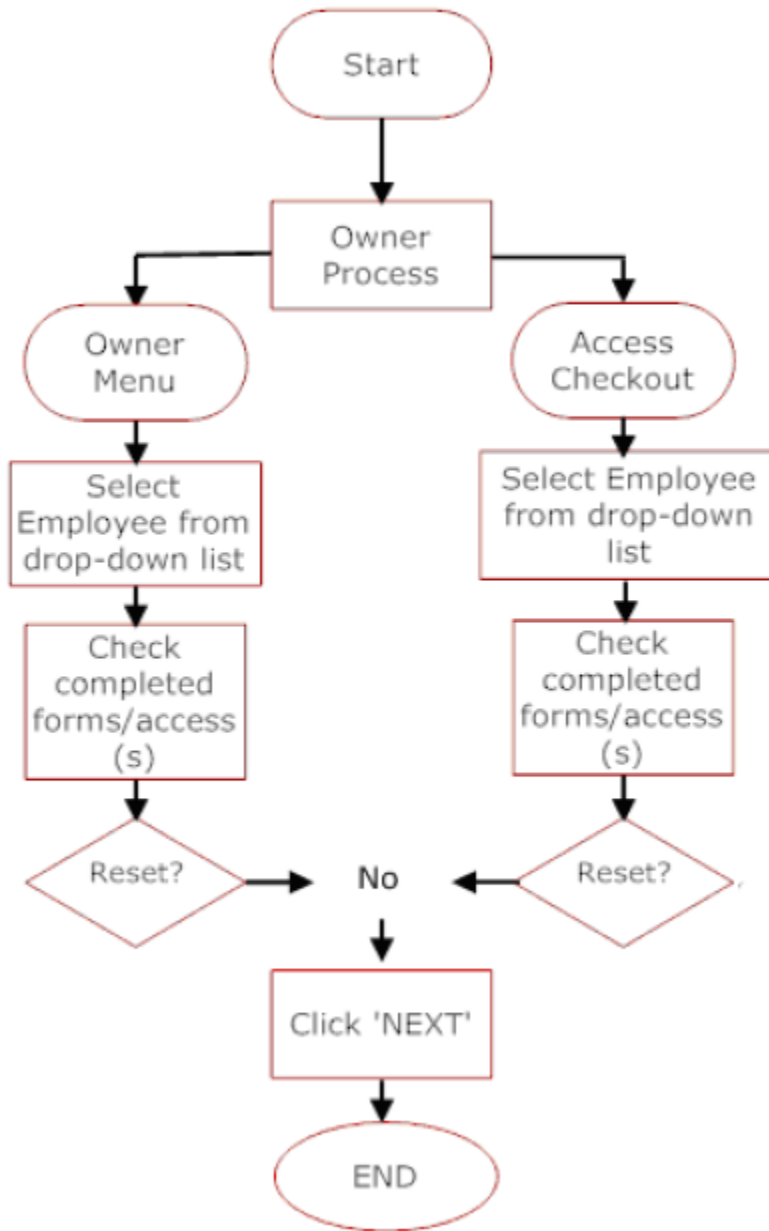 Start
Owner
Process
Owner
Menu
Access
Checkout
Select
Employee from
drop-down list
Select Employee
from drop-down
list
Check
completed
forms/access
(s)
Check
completed
forms/access
(s)
Reset?
No
Reset?
Click 'NEXT'
END